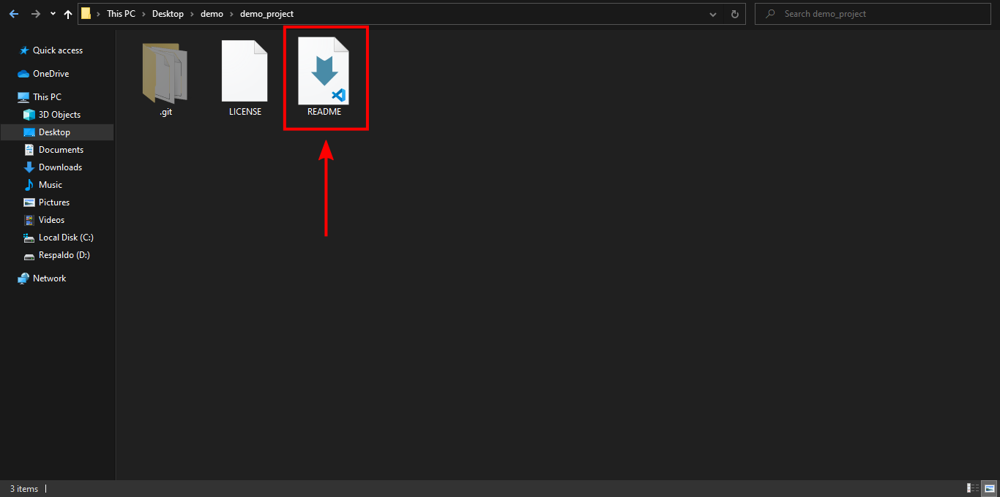 This PC > Desktop > demo > demo_project
Search demo_project
Quick access
OneDrive
This PC
3D Objects
Desktop
Documents
Downloads
Music
Pictures
Videos
Local Disk (C:)
Respaldo (D:)
Network
.git
LICENSE
README
3 items